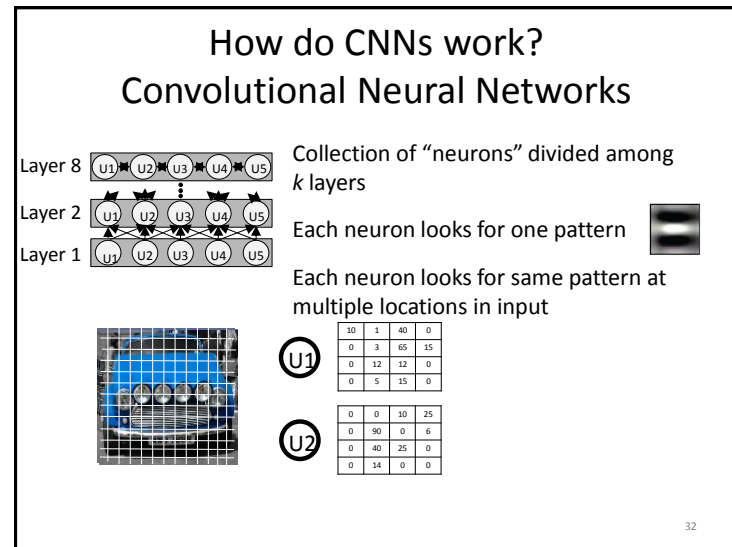 How do CNNs work?
Convolutional Neural Networks
Layer 8 U1 U2 U3 U4 U5
Layer 2 U1 U2 U3 U4 U5
Layer 1 U1 U2 U3 U4 U5
Collection of “neurons” divided among
k layers
Each neuron looks for one pattern
Each neuron looks for same pattern at
multiple locations in input
U1
10 1 40 0
0 3 65 15
0 12 12 0
0 5 15 0
U2
0 0 10 25
0 90 0 6
0 40 25 0
0 14 0 0
32